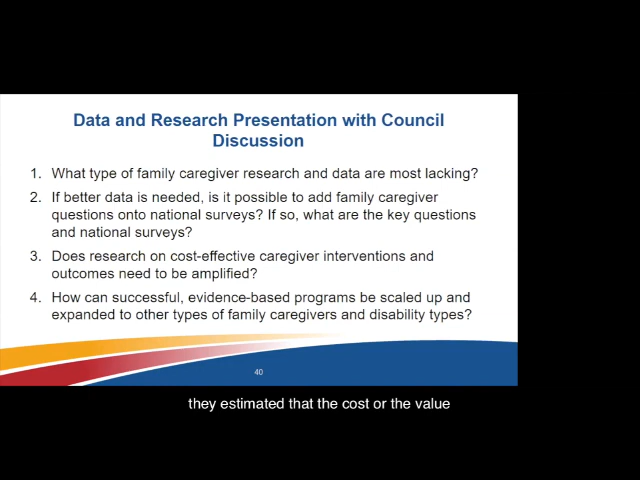 Data and Research Presentation with Council
Discussion
1. What type of family caregiver research and data are most lacking?
2. If better data is needed, is it possible to add family caregiver
questions onto national surveys? If so, what are the key questions
and national surveys?
3. Does research on cost-effective caregiver interventions and
outcomes need to be amplified?
4. How can successful, evidence-based programs be scaled up and
expanded to other types of family caregivers and disability types?
40
they estimated that the cost or the value